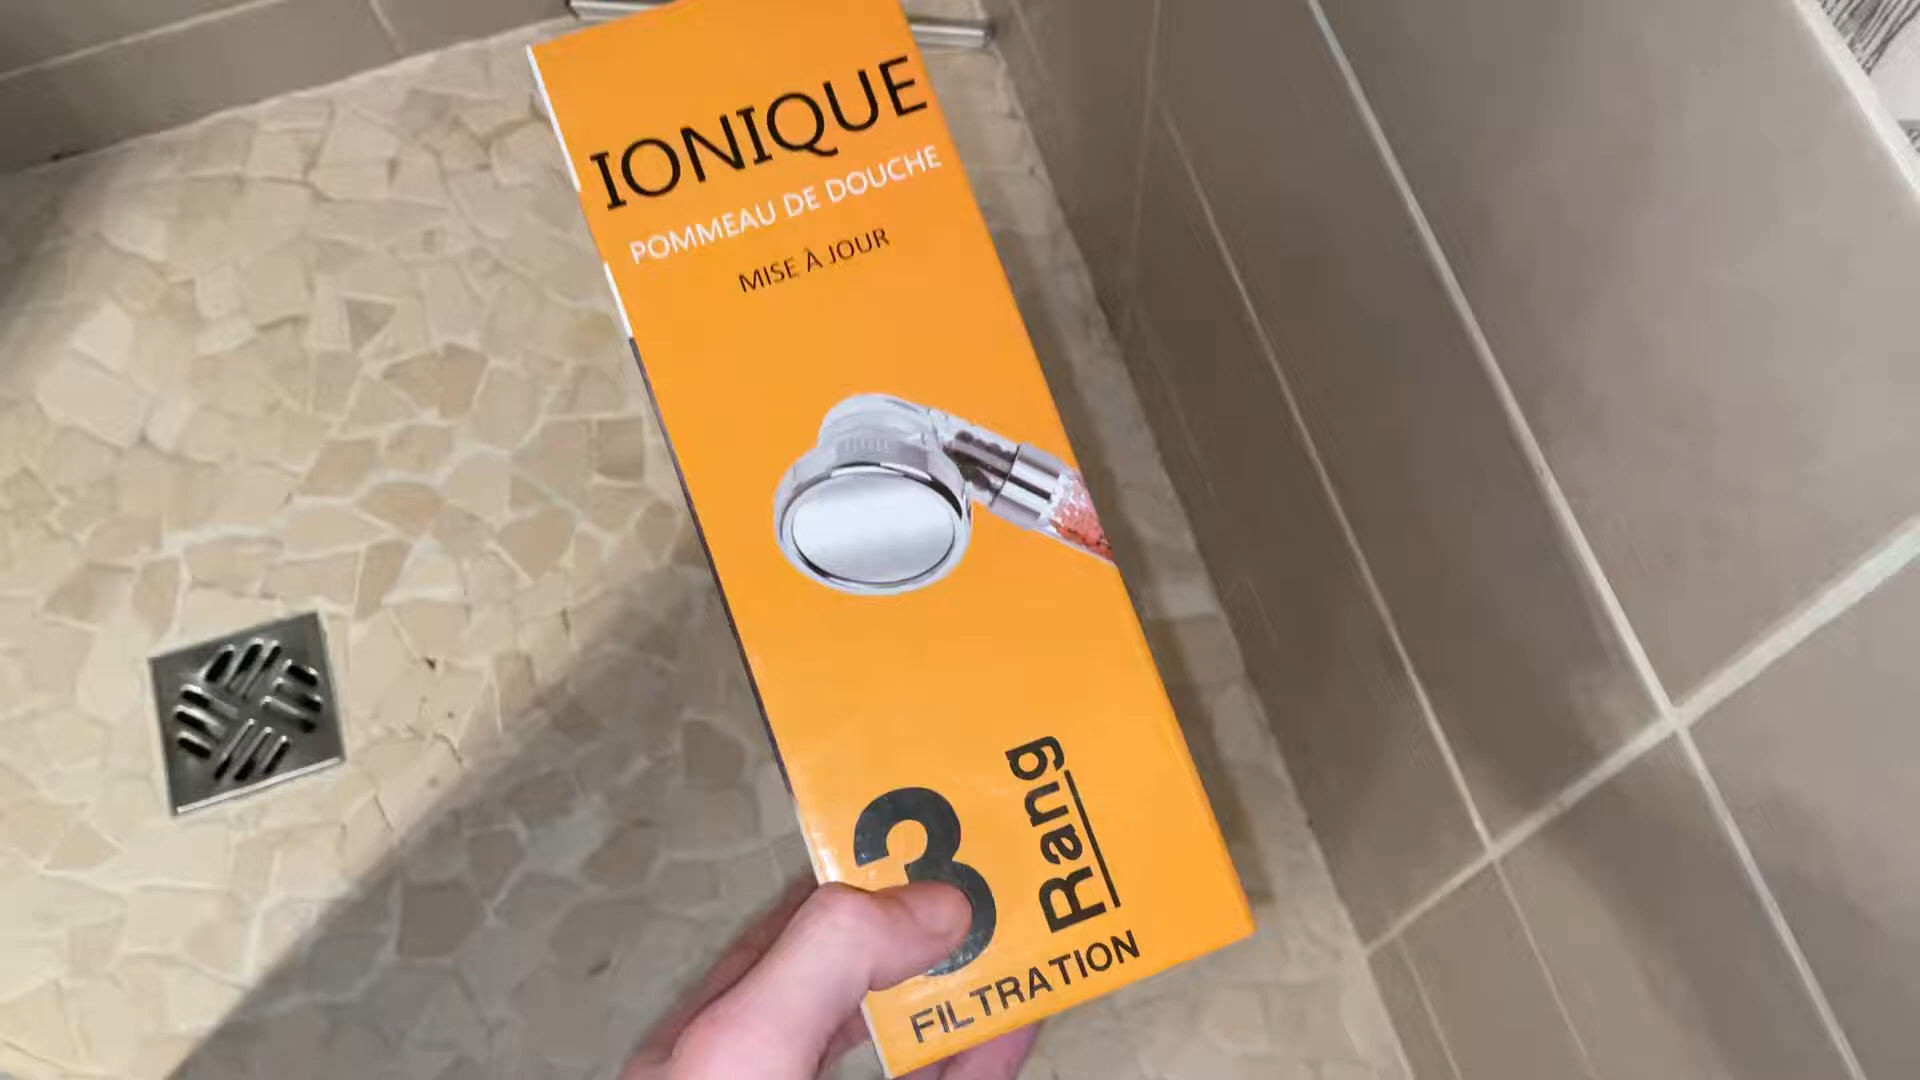 IONIQUE
POMMEAU DE DOUCHE
MISE À JOUR
3
Rang
FILTRATION